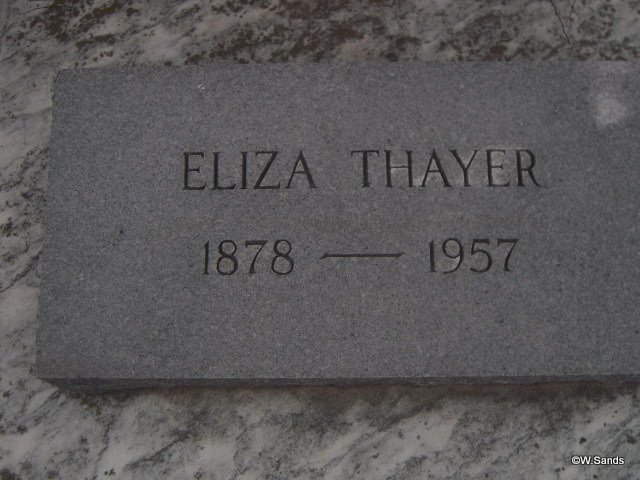 ELIZA THAYER
1878 — 1957
©W.Sands